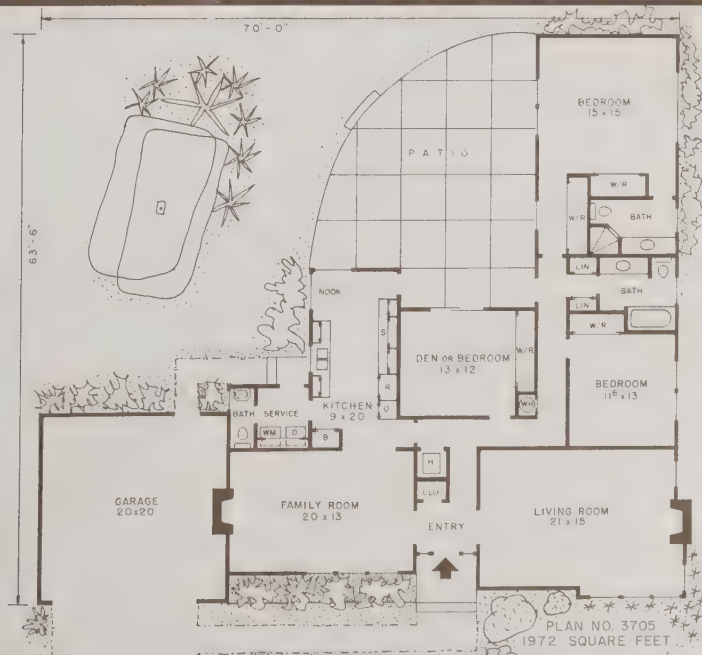 70'-0"
63'-6"
BEDROOM
15 x 15
PATIO
W/R
W/R
BATH
LIN
BATH
LIN
W/R
NOOK
S
DEN OR BEDROOM
13 x 12
W/R
BEDROOM
11⁶ x 13
R
O
WH
KITCHEN
9 x 20
BATH
SERVICE
WM
D
B
H
CLO
GARAGE
20x20
FAMILY ROOM
20 x 13
ENTRY
LIVING ROOM
21 x 15
PLAN NO. 3705
1972 SQUARE FEET